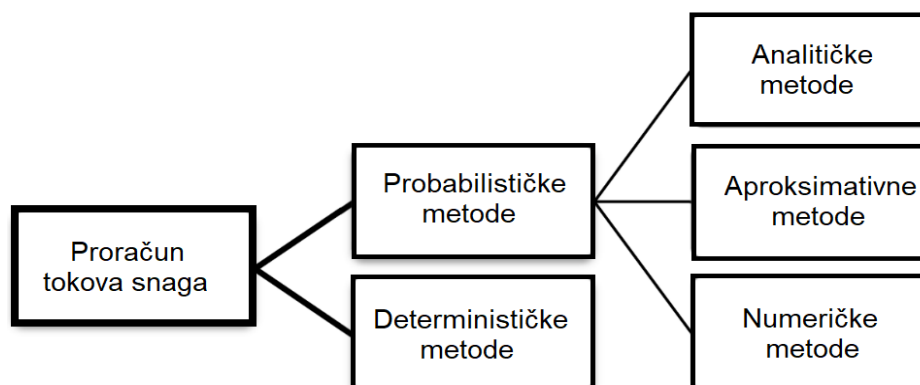 Proračun
tokova snaga
Probabilističke
metode
Determinističke
metode
Analitičke
metode
Aproksimativne
metode
Numeričke
metode